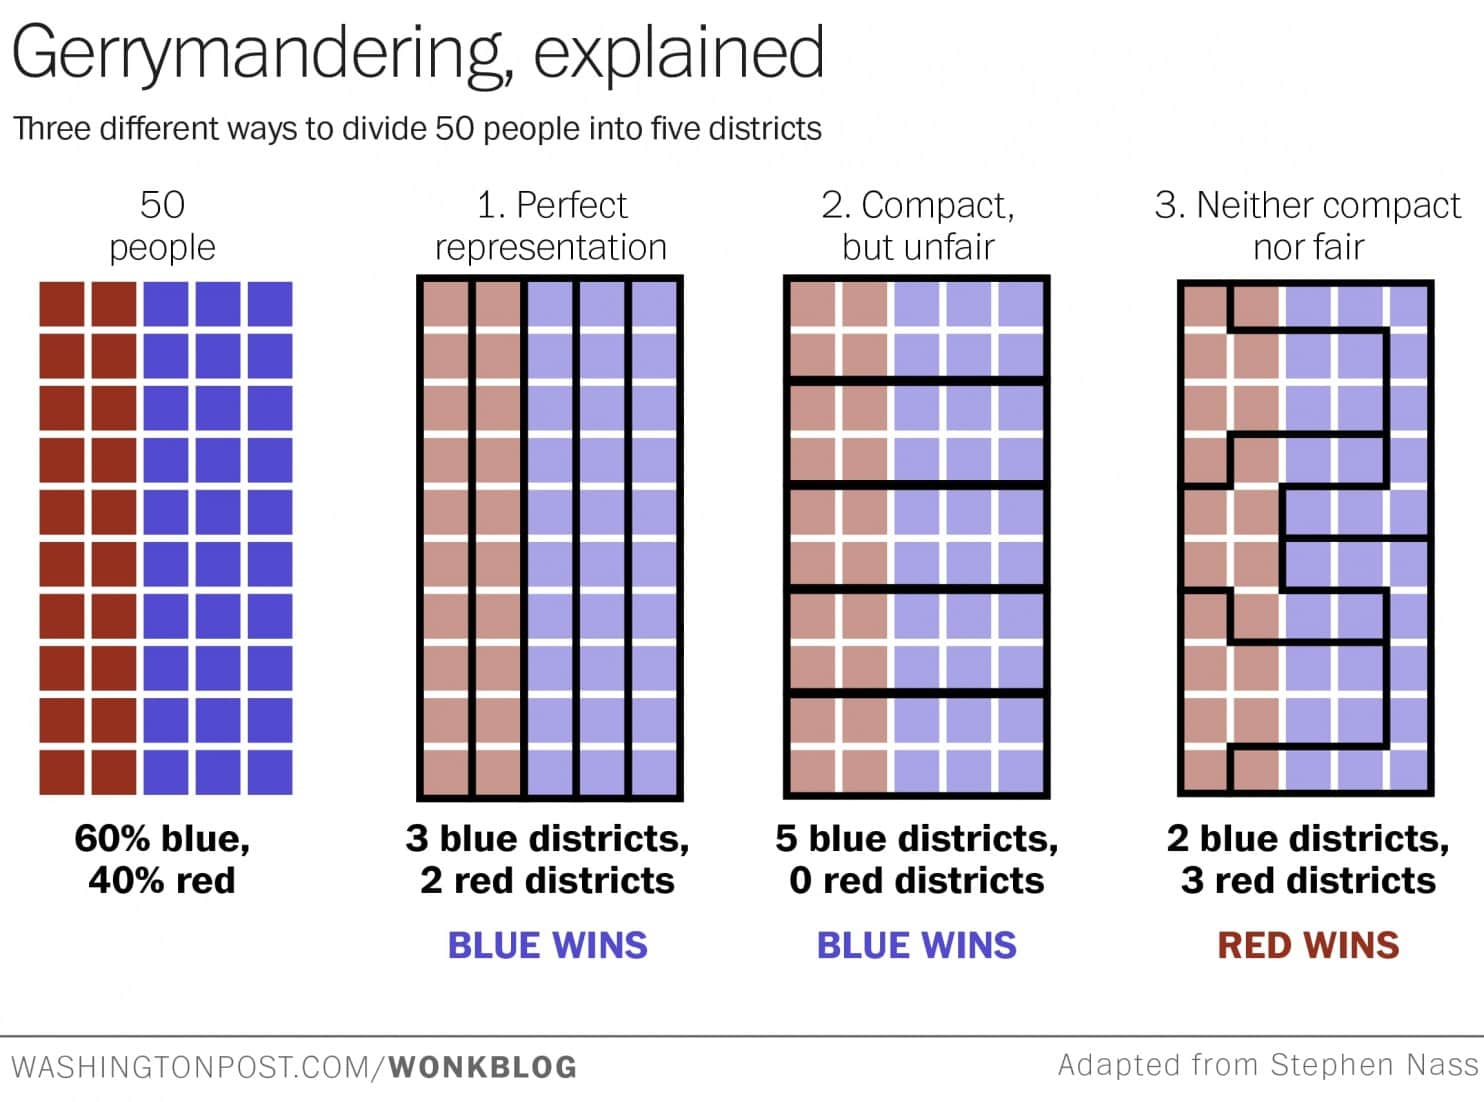 Gerrymandering, explained
Three different ways to divide 50 people into five districts
50
people
1. Perfect
representation
2. Compact,
but unfair
3. Neither compact
nor fair
60% blue,
40% red
3 blue districts,
2 red districts
BLUE WINS
5 blue districts,
0 red districts
BLUE WINS
2 blue districts,
3 red districts
RED WINS
WASHINGTONPOST.COM/WONKBLOG
Adapted from Stephen Nass